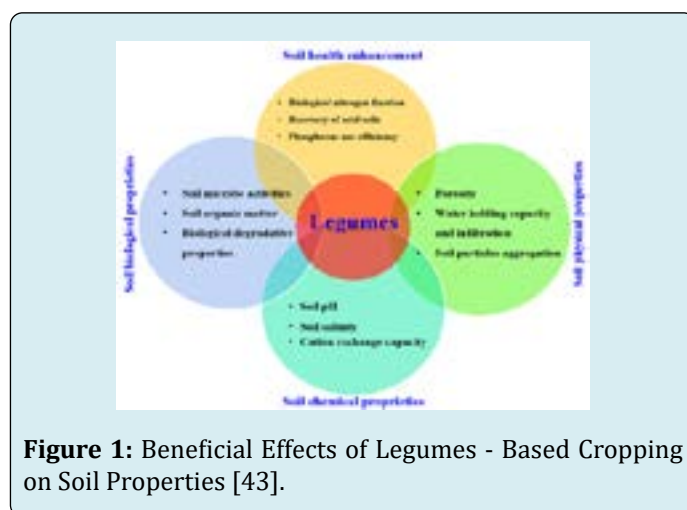 Soil health enhancement
• Biological nitrogen fixation
• Recovery of acid soils
• Phosphorus use efficiency
Soil biological proprieties
• Soil microbe activities
• Soil organic matter
• Biological degradative
properties
Legumes
• Porosity
• Water holding capacity
and infiltration
• Soil particles aggregation
Soil physical proprieties
• Soil pH
• Soil salinity
• Cation exchange capacity
Soil chemical proprieties
Figure 1: Beneficial Effects of Legumes - Based Cropping
on Soil Properties [43].